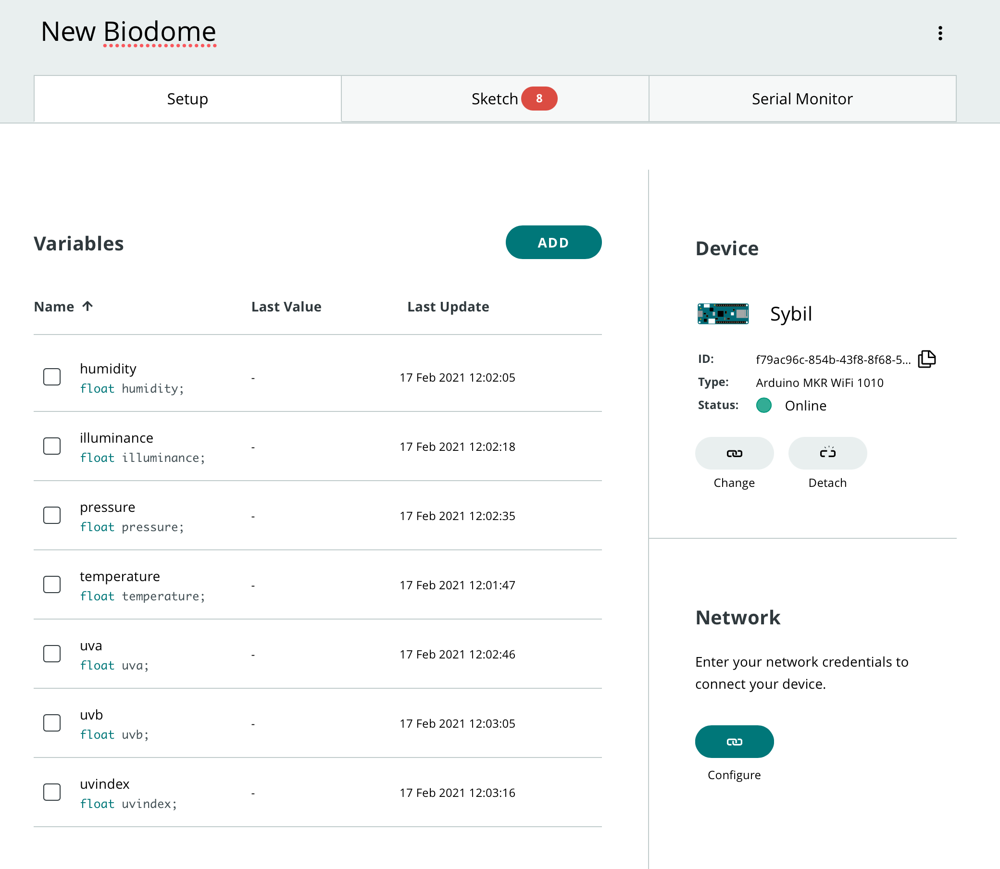 New Biodome
Setup
Sketch 8
Serial Monitor
Variables
ADD
Name ↑ Last Value Last Update
humidity
float humidity;
- 17 Feb 2021 12:02:05
illuminance
float illuminance;
- 17 Feb 2021 12:02:18
pressure
float pressure;
- 17 Feb 2021 12:02:35
temperature
float temperature;
- 17 Feb 2021 12:01:47
uva
float uva;
- 17 Feb 2021 12:02:46
uvb
float uvb;
- 17 Feb 2021 12:03:05
uvindex
float uvindex;
- 17 Feb 2021 12:03:16
Device
Sybil
ID: f79ac96c-854b-43f8-8f68-5...
Type: Arduino MKR WiFi 1010
Status: Online
Change
Detach
Network
Enter your network credentials to
connect your device.
Configure